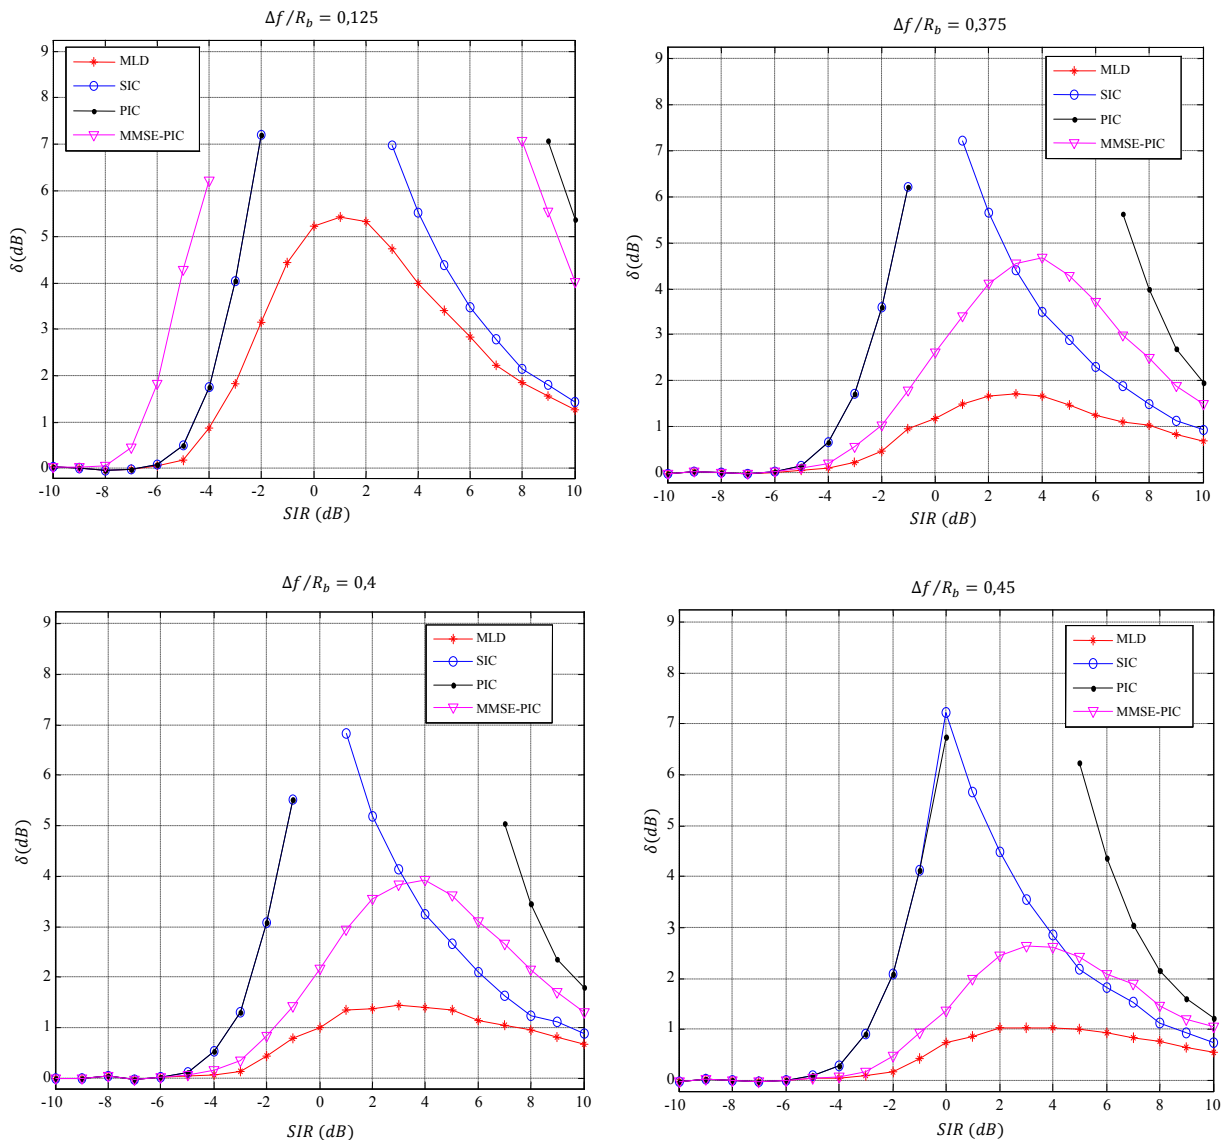 Δf/R_b = 0,125
9
8
7
6
5
4
3
2
1
0
δ(dB)
MLD
SIC
PIC
MMSE-PIC
-10 -8 -6 -4 -2 0 2 4 6 8 10
SIR (dB)
Δf/R_b = 0,375
9
8
7
6
5
4
3
2
1
0
δ(dB)
MLD
SIC
PIC
MMSE-PIC
-10 -8 -6 -4 -2 0 2 4 6 8 10
SIR (dB)
Δf/R_b = 0,4
9
8
7
6
5
4
3
2
1
0
δ(dB)
MLD
SIC
PIC
MMSE-PIC
-10 -8 -6 -4 -2 0 2 4 6 8 10
SIR (dB)
Δf/R_b = 0,45
9
8
7
6
5
4
3
2
1
0
δ(dB)
MLD
SIC
PIC
MMSE-PIC
-10 -8 -6 -4 -2 0 2 4 6 8 10
SIR (dB)